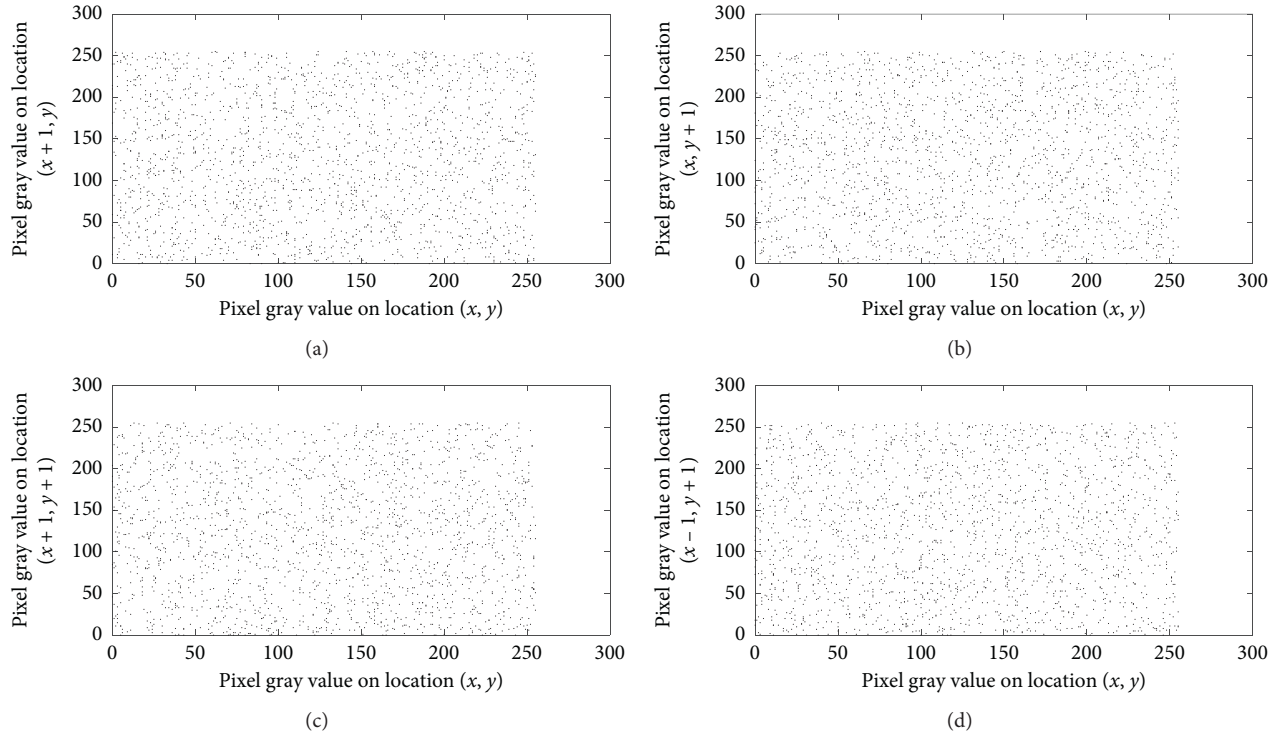 300
250
200
150
100
50
0
Pixel gray value on location
(x + 1, y)
0 50 100 150 200 250 300
Pixel gray value on location (x, y)
(a)
300
250
200
150
100
50
0
Pixel gray value on location
(x, y + 1)
0 50 100 150 200 250 300
Pixel gray value on location (x, y)
(b)
300
250
200
150
100
50
0
Pixel gray value on location
(x + 1, y + 1)
0 50 100 150 200 250 300
Pixel gray value on location (x, y)
(c)
300
250
200
150
100
50
0
Pixel gray value on location
(x − 1, y + 1)
0 50 100 150 200 250 300
Pixel gray value on location (x, y)
(d)